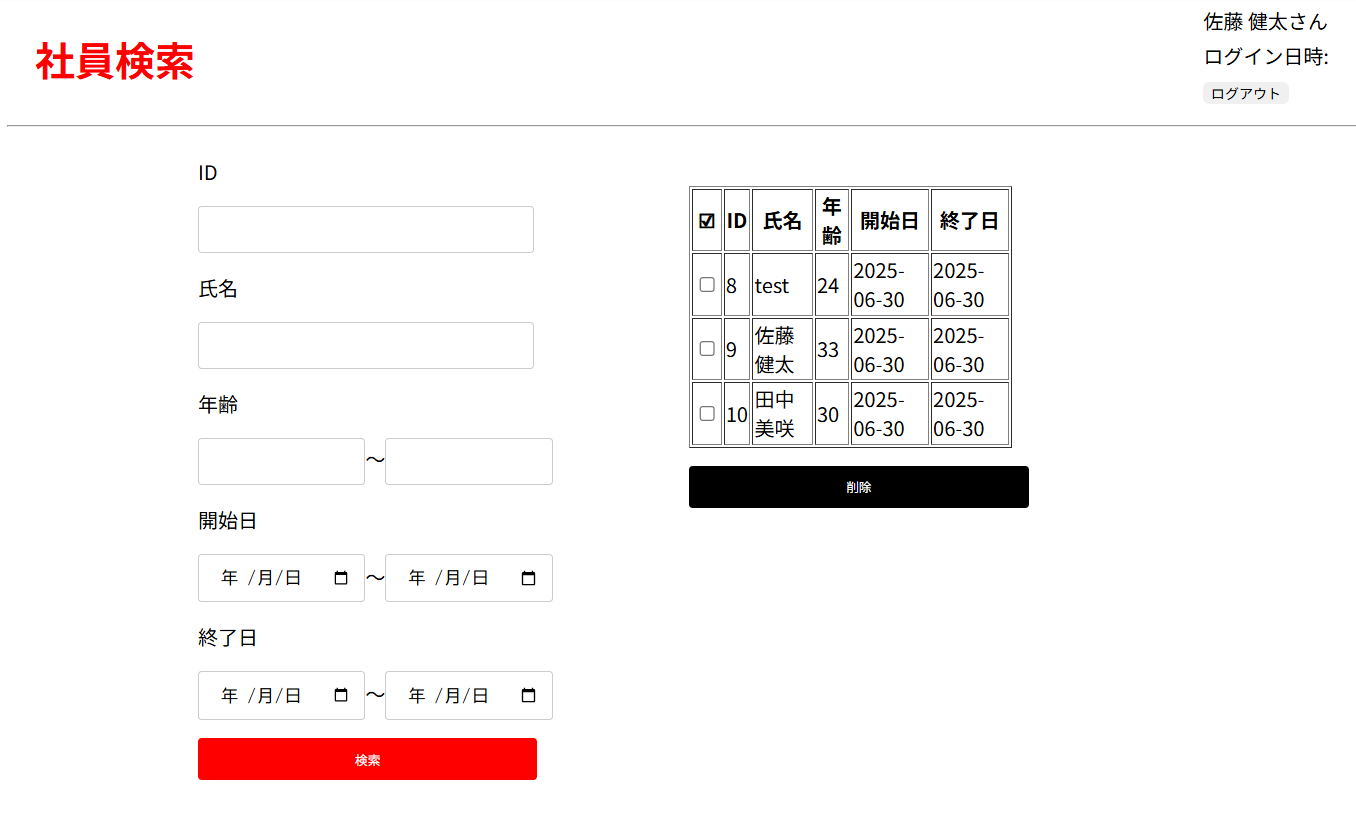 社員検索
佐藤 健太さん
ログイン日時:
ログアウト
ID
氏名
年齢
～
開始日
年 /月/日 ～ 年 /月/日
終了日
年 /月/日 ～ 年 /月/日
検索
☑ ID 氏名 年齢 開始日 終了日
8 test 24 2025-06-30 2025-06-30
9 佐藤 健太 33 2025-06-30 2025-06-30
10 田中 美咲 30 2025-06-30 2025-06-30
削除